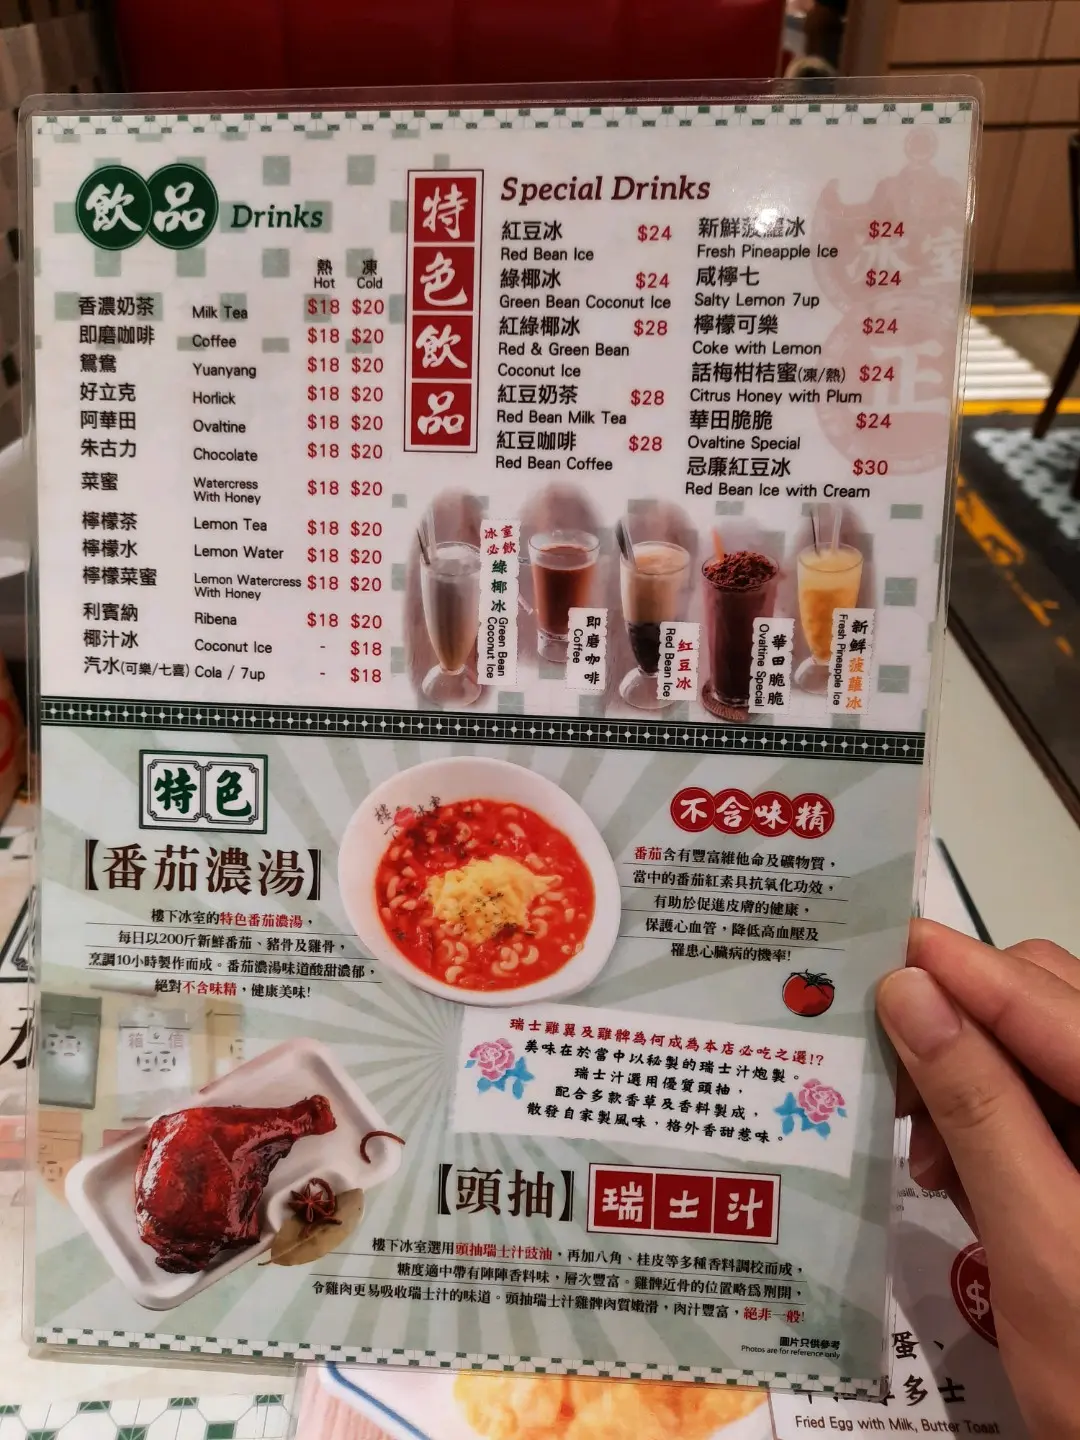 飲品 Drinks
熱 凍
Hot Cold
香濃奶茶 Milk Tea $18 $20
即磨咖啡 Coffee $18 $20
鴛鴦 Yuanyang $18 $20
好立克 Horlick $18 $20
阿華田 Ovaltine $18 $20
朱古力 Chocolate $18 $20
菜蜜 Watercress With Honey $18 $20
檸檬茶 Lemon Tea $18 $20
檸檬水 Lemon Water $18 $20
檸檬菜蜜 Lemon Watercress With Honey $18 $20
利賓納 Ribena $18 $20
椰汁冰 Coconut Ice - $18
汽水(可樂/七喜) Cola / 7up - $18
特色飲品
Special Drinks
紅豆冰 $24
Red Bean Ice
綠椰冰 $24
Green Bean Coconut Ice
紅綠椰冰 $28
Red & Green Bean
Coconut Ice
紅豆奶茶 $28
Red Bean Milk Tea
紅豆咖啡 $28
Red Bean Coffee
新鮮菠蘿冰 $24
Fresh Pineapple Ice
咸檸七 $24
Salty Lemon 7up
檸檬可樂 $24
Coke with Lemon
話梅柑桔蜜(凍/熱) $24
Citrus Honey with Plum
華田脆脆 $24
Ovaltine Special
忌廉紅豆冰 $30
Red Bean Ice with Cream
冰室必飲
綠椰冰
Green Bean Coconut Ice
即磨咖啡
Coffee
紅豆冰
Red Bean Ice
華田脆脆
Ovaltine Special
新鮮菠蘿冰
Fresh Pineapple Ice
特色
【番茄濃湯】
樓下冰室的特色番茄濃湯，
每日以200斤新鮮番茄、豬骨及雞骨，
烹調10小時製作而成。番茄濃湯味道酸甜濃郁，
絕對不含味精，健康美味!
不含味精
番茄含有豐富維他命及礦物質，
當中的番茄紅素具抗氧化功效，
有助於促進皮膚的健康，
保護心血管，降低高血壓及
罹患心臟病的機率!
瑞士雞翼及雞髀為何成為本店必吃之選!?
美味在於當中以秘製的瑞士汁炮製。
瑞士汁選用優質頭抽，
配合多款香草及香料製成，
散發自家製風味，格外香甜惹味。
【頭抽】瑞士汁
樓下冰室選用頭抽瑞士汁豉油，再加八角、桂皮等多種香料調校而成，
糖度適中帶有陣陣香料味，層次豐富。雞髀近骨的位置略爲剠開，
令雞肉更易吸收瑞士汁的味道。頭抽瑞士汁雞髀肉質嫩滑，肉汁豐富，絕非一般!
圖片只供參考
Photos are for reference only
蛋、
多士
Fried Egg with Milk, Butter Toast